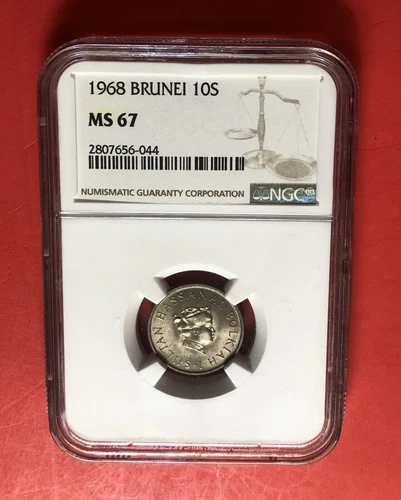 1968 BRUNEI 10S
MS 67
2807656-044
NUMISMATIC GUARANTY CORPORATION
NGC
SULTAN HASSANAL BOLKIAH I